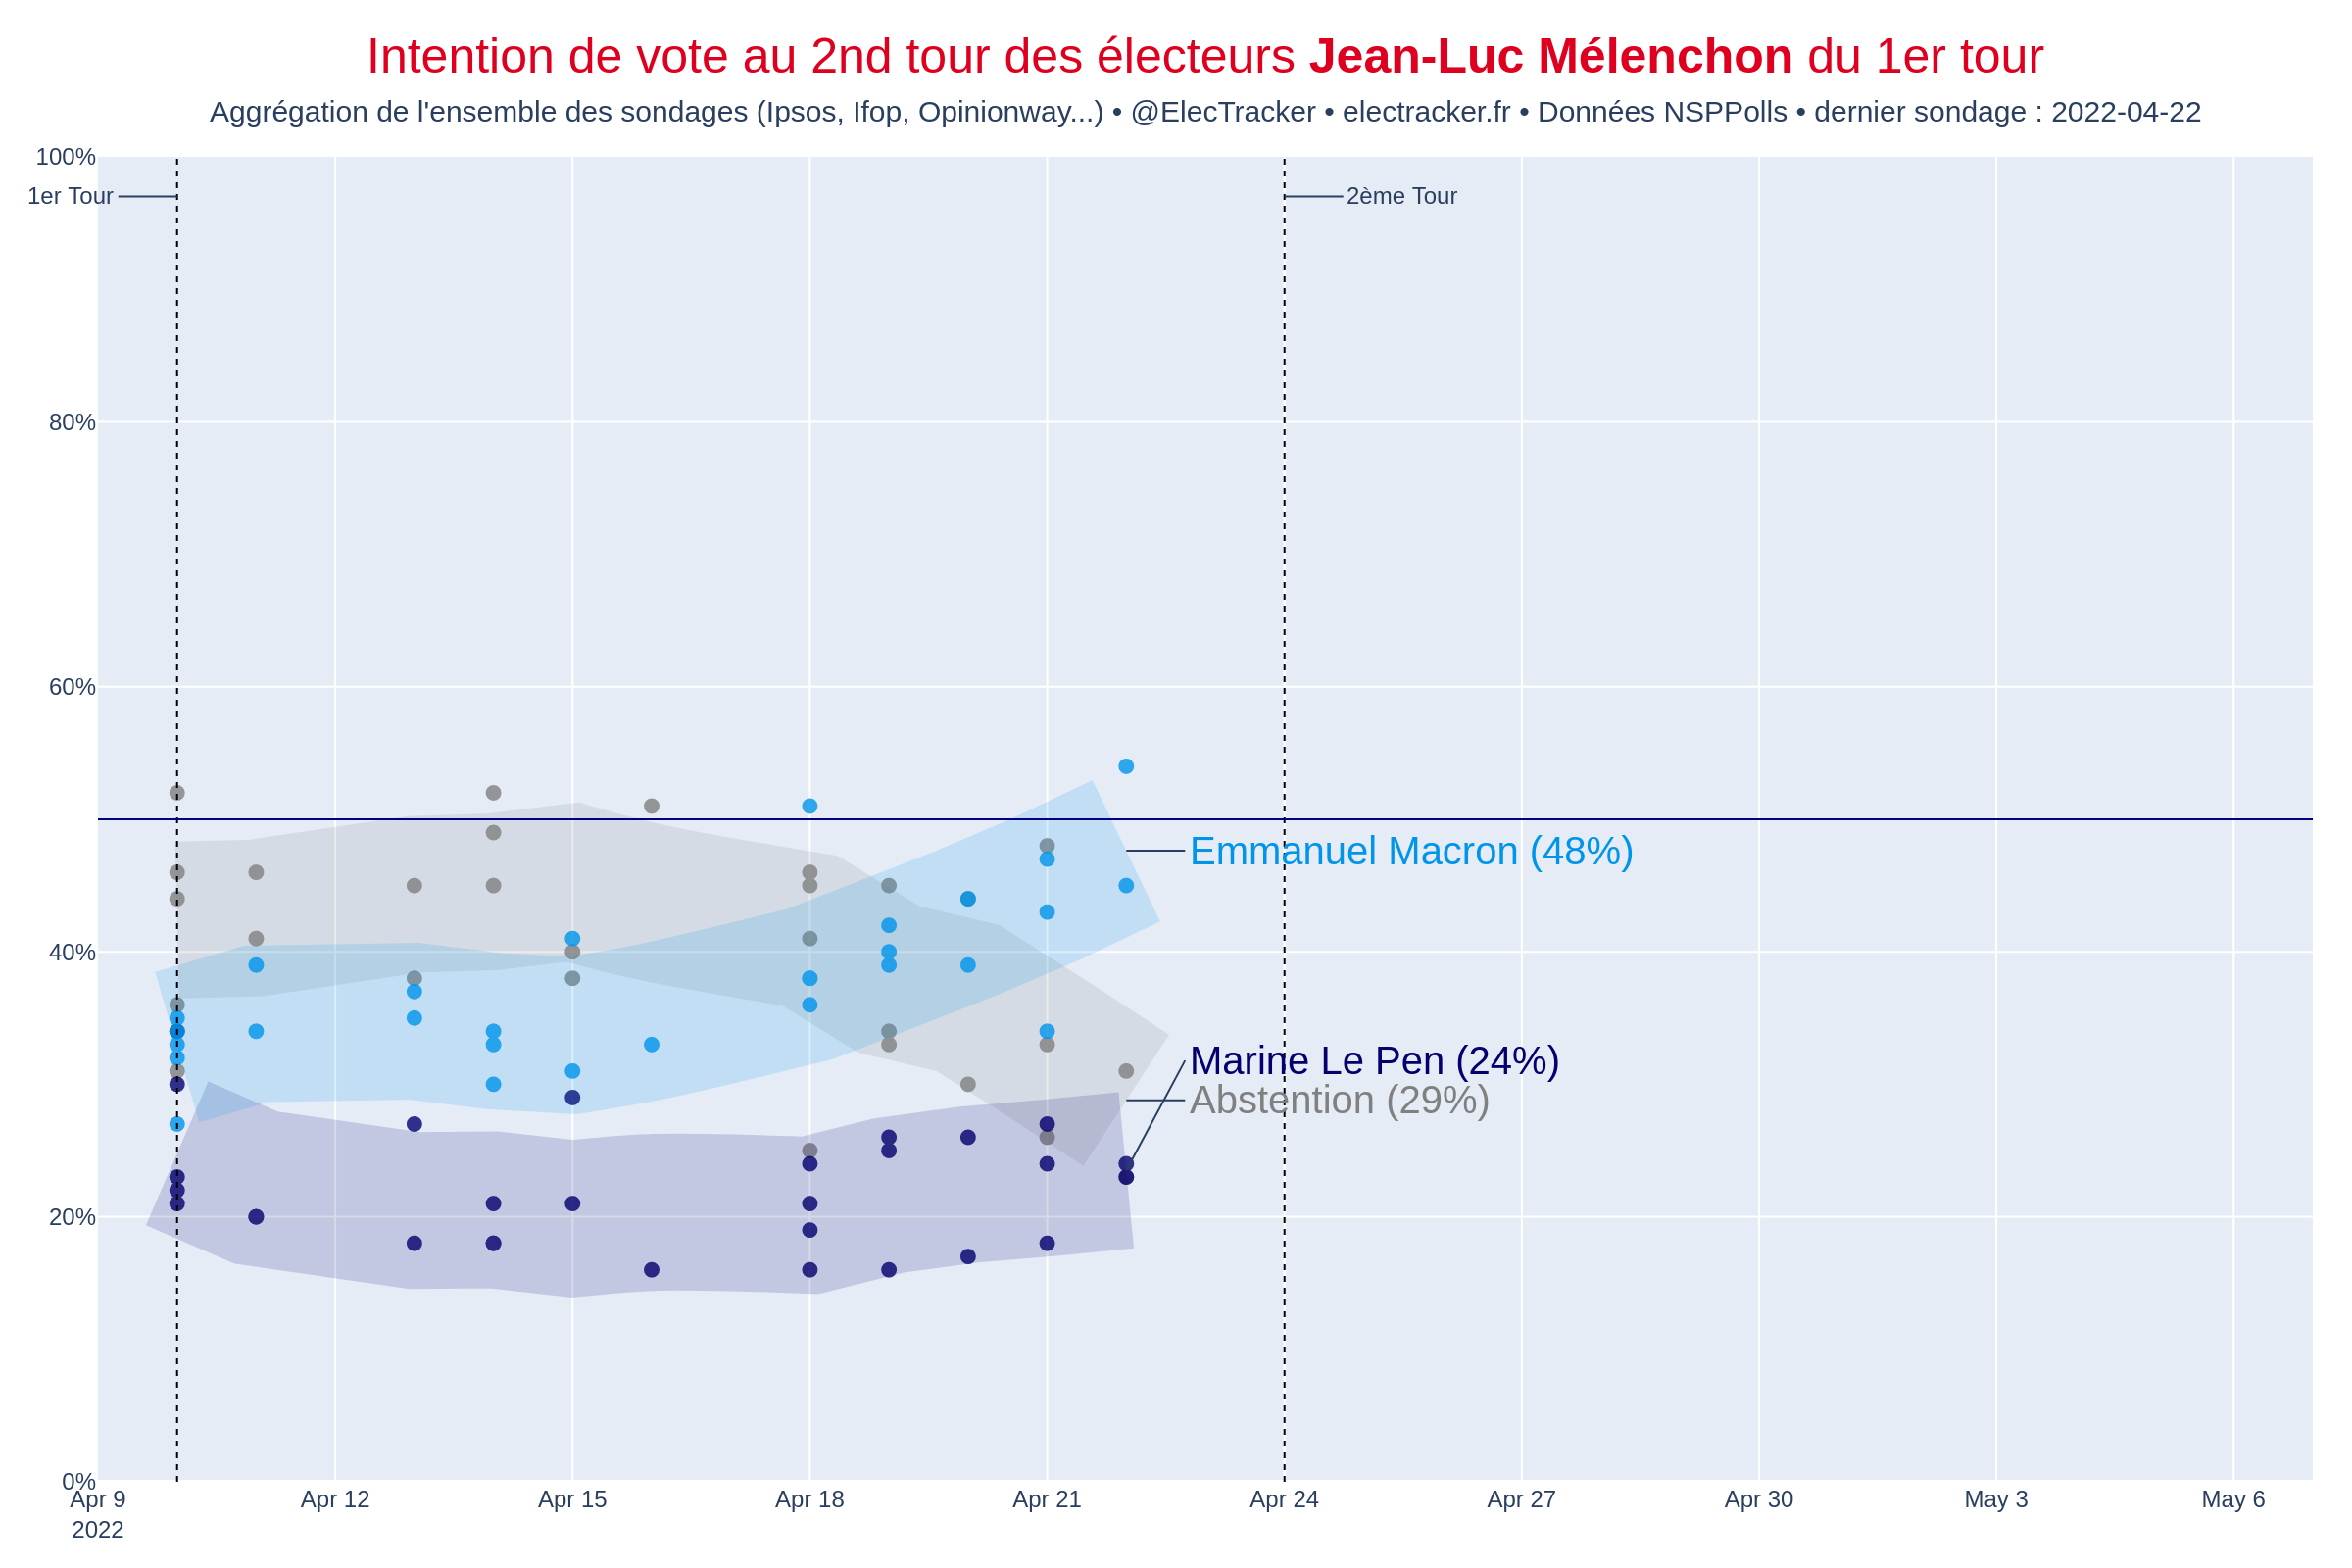 Intention de vote au 2nd tour des électeurs Jean-Luc Mélenchon du 1er tour
Aggrégation de l'ensemble des sondages (Ipsos, Ifop, Opinionway...) • @ElecTracker • electracker.fr • Données NSPPolls • dernier sondage : 2022-04-22
100%
1er Tour
2ème Tour
80%
60%
Emmanuel Macron (48%)
40%
Marine Le Pen (24%)
Abstention (29%)
20%
0%
Apr 9 Apr 12 Apr 15 Apr 18 Apr 21 Apr 24 Apr 27 Apr 30 May 3 May 6
2022